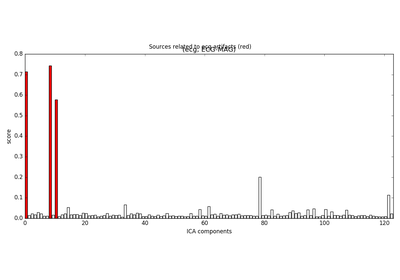 Sources related to ecg artifacts (red)
(ecg, ECG-MAG)
0.8
0.7
0.6
0.5
0.4
0.3
0.2
0.1
0.0
score
0 20 40 60 80 100 120
ICA components